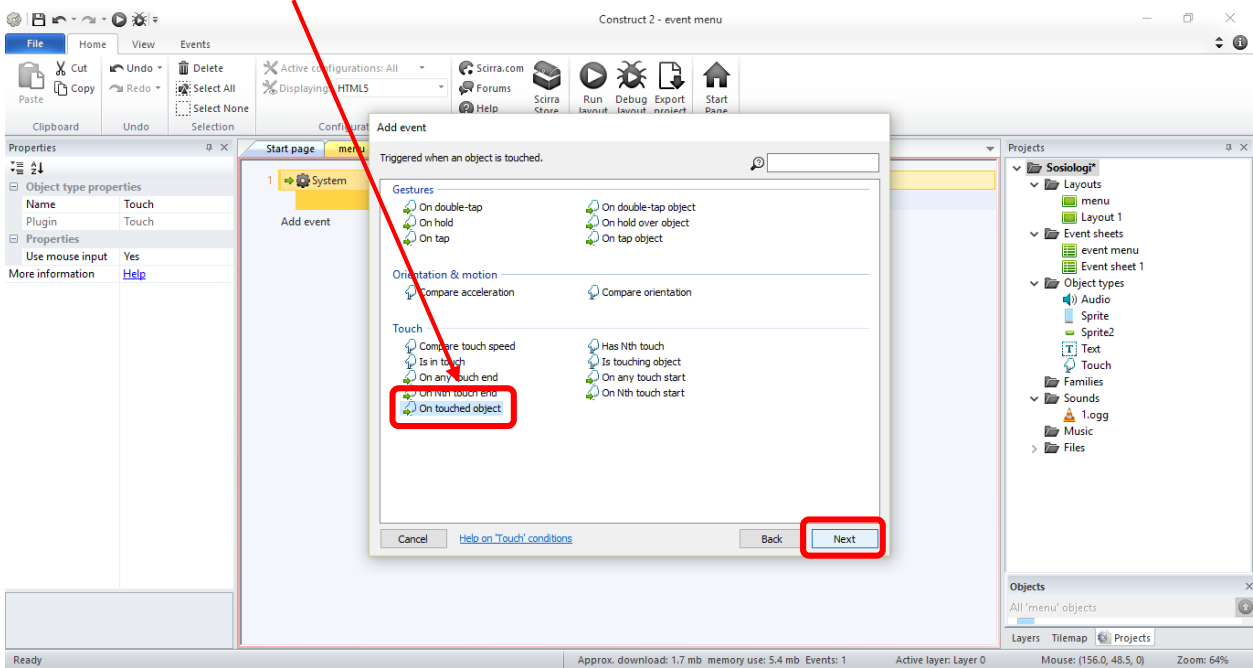 Construct 2 - event menu
File Home View Events
Paste
Cut
Copy
Clipboard
Undo
Redo
Undo
Delete
Select All
Select None
Selection
Active configurations: All
Displaying HTML5
Configurat
Scirra.com
Forums
Help
Scirra Store
Run layout
Debug layout
Export project
Start Page
Properties
Object type properties
Name Touch
Plugin Touch
Properties
Use mouse input Yes
More information Help
Start page menu
1 System
Add event
Add event
Triggered when an object is touched.
Gestures
On double-tap On double-tap object
On hold On hold over object
On tap On tap object
Orientation & motion
Compare acceleration Compare orientation
Touch
Compare touch speed Has Nth touch
Is in touch Is touching object
On any touch end On any touch start
On Nth touch end On Nth touch start
On touched object
Cancel Help on 'Touch' conditions Back Next
Projects
Sosiologi*
Layouts
menu
Layout 1
Event sheets
event menu
Event sheet 1
Object types
Audio
Sprite
Sprite2
T Text
Touch
Families
Sounds
1.ogg
Music
Files
Objects
All 'menu' objects
Layers Tilemap Projects
Ready Approx. download: 1.7 mb memory use: 5.4 mb Events: 1 Active layer: Layer 0 Mouse: (156.0, 48.5, 0) Zoom: 64%